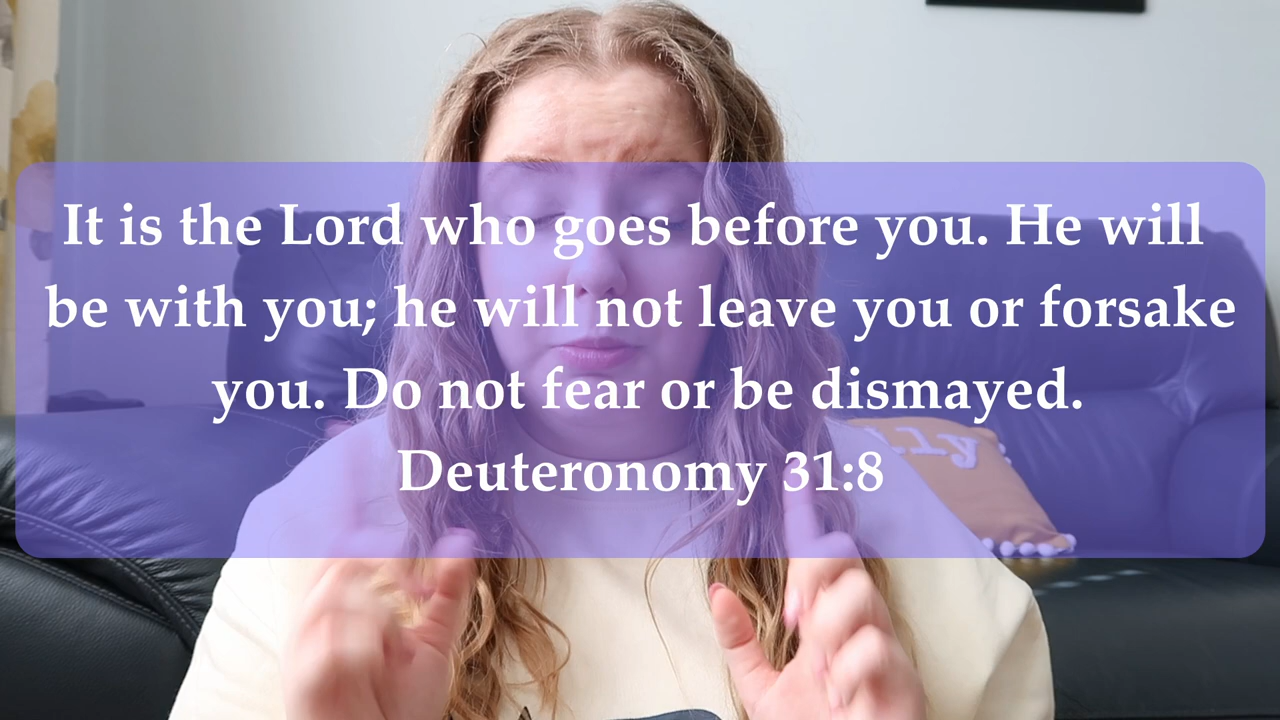 It is the Lord who goes before you. He will
be with you; he will not leave you or forsake
you. Do not fear or be dismayed.
Deuteronomy 31:8
lly